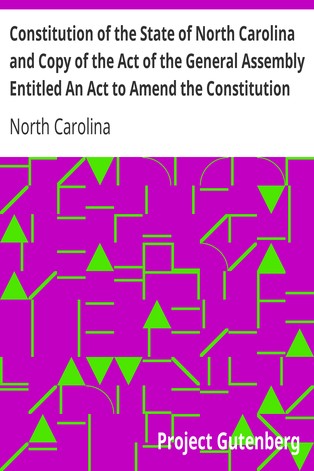 Constitution of the State of North Carolina
and Copy of the Act of the General Assembly
Entitled An Act to Amend the Constitution
North Carolina
Project Gutenberg